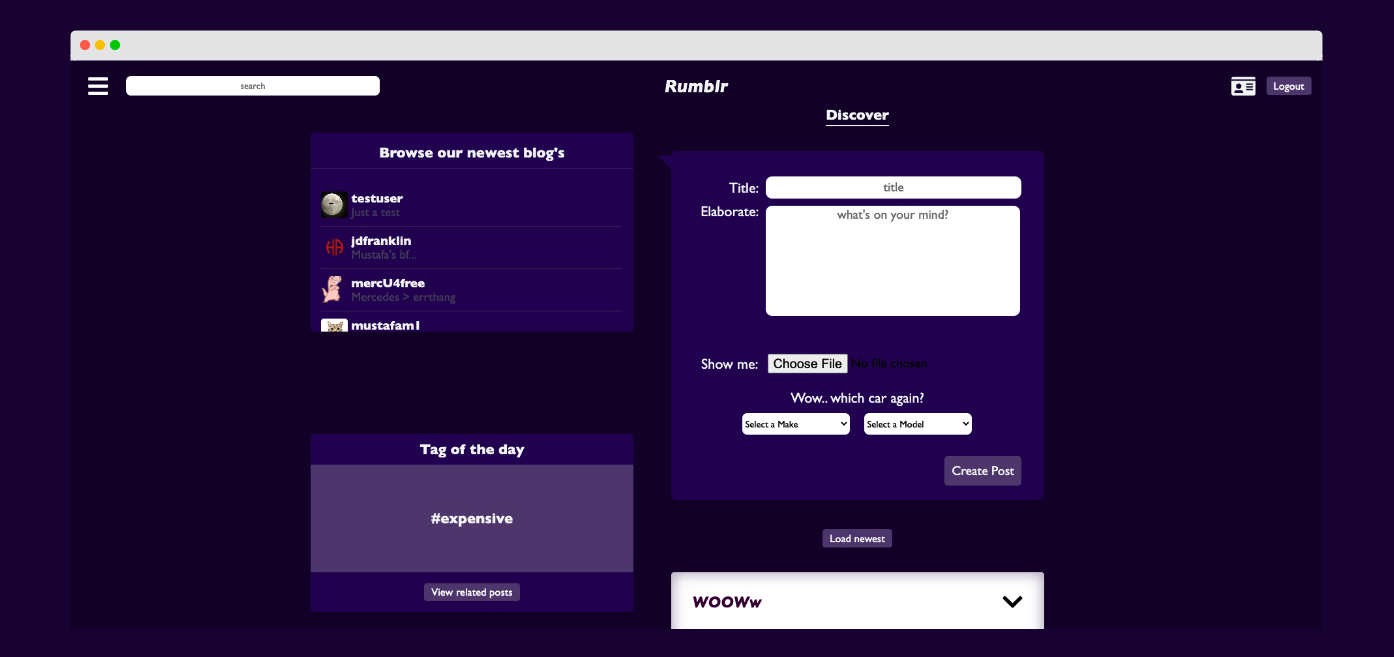 search
Rumblr
Logout
Discover
Browse our newest blog's
testuser
Just a test
jdfranklin
Mustafa's bf...
mercU4free
Mercedes > errthang
mustafam1
Tag of the day
#expensive
View related posts
Title:
title
Elaborate:
what's on your mind?
Show me:
Choose File No file chosen
Wow.. which car again?
Select a Make
Select a Model
Create Post
Load newest
WOOWw